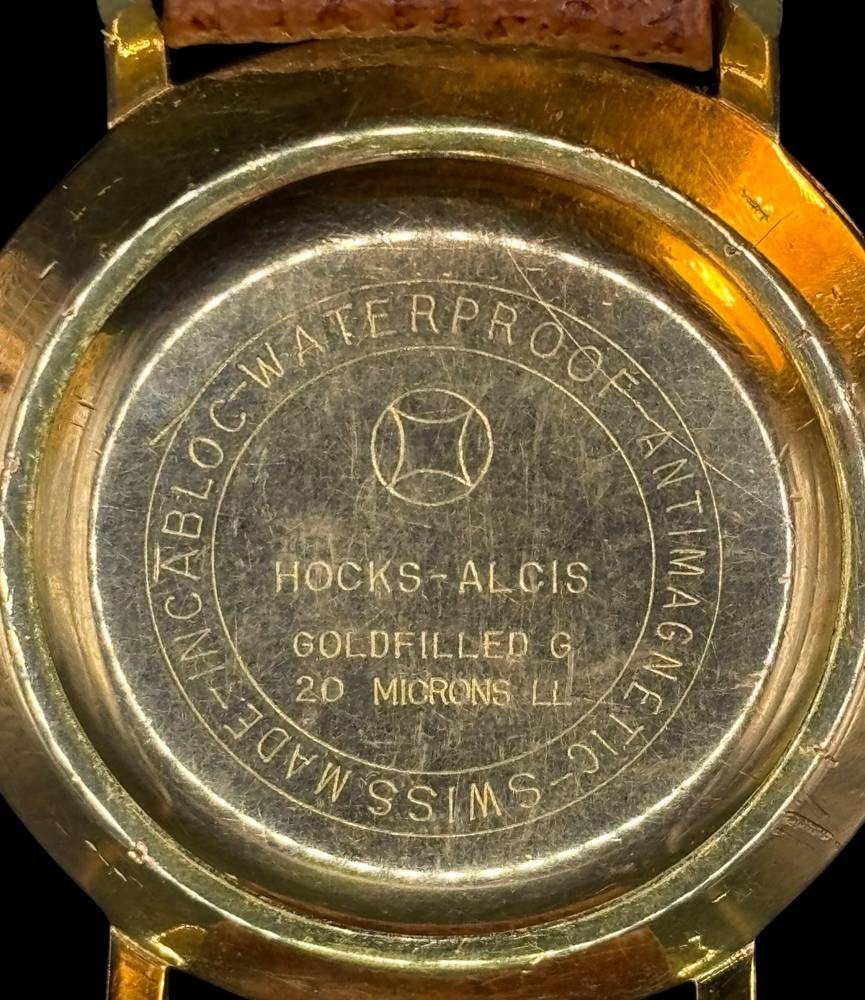 INCABLOC-WATERPROOF-ANTIMAGNETIC-SWISS MADE-
HOCKS-ALCIS
GOLDFILLED G
20 MICRONS LL